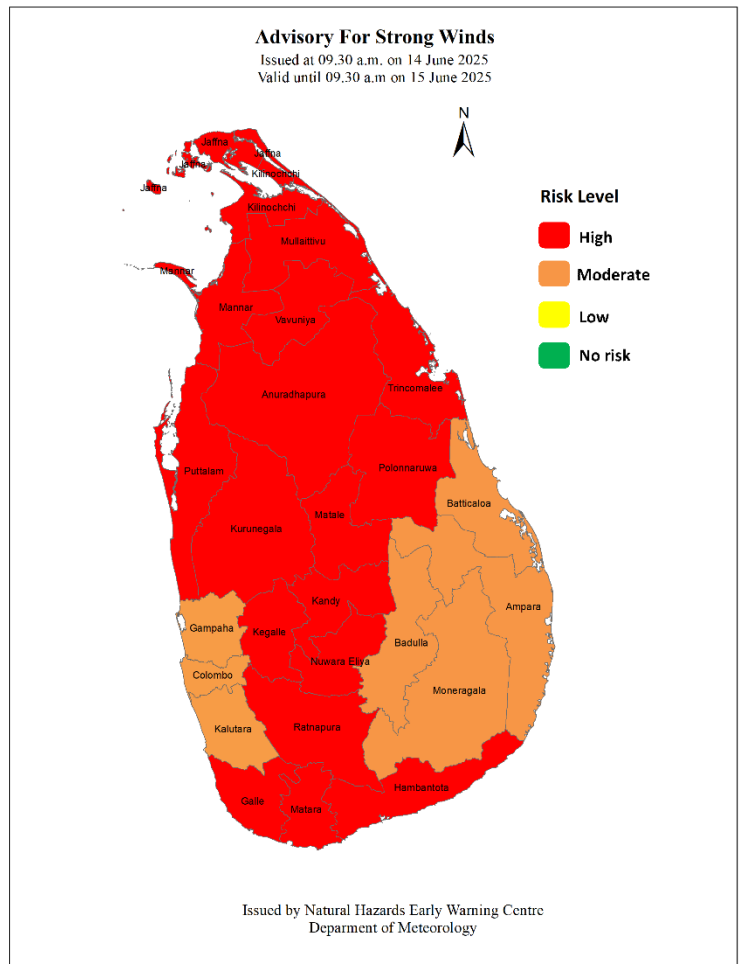 Advisory For Strong Winds
Issued at 09.30 a.m. on 14 June 2025
Valid until 09.30 a.m on 15 June 2025
N
Jaffna
Jaffna
Jaffna
Kilinochchi
Jaffna
Kilinochchi
Mullaittivu
Mannar
Mannar
Vavuniya
Anuradhapura
Trincomalee
Puttalam
Polonnaruwa
Batticaloa
Kurunegala
Matale
Kandy
Ampara
Gampaha
Kegalle
Badulla
Nuwara Eliya
Colombo
Moneragala
Kalutara
Ratnapura
Hambantota
Galle
Matara
Risk Level
High
Moderate
Low
No risk
Issued by Natural Hazards Early Warning Centre
Deparment of Meteorology